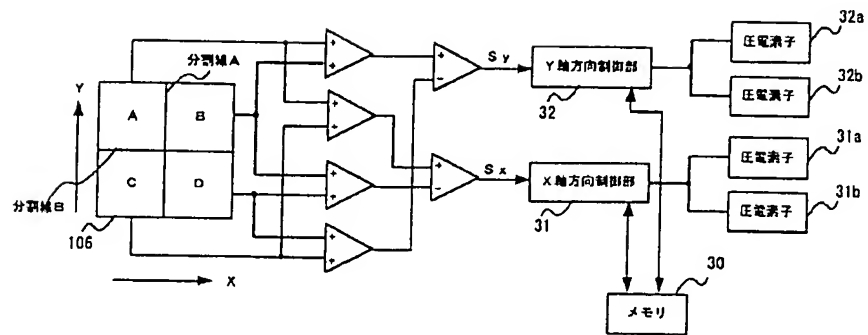 32a
圧電素子
分割線A
+
+
+
-
Sy
Y軸方向制御部
32
32b
圧電素子
Y
A
B
+
+
31a
圧電素子
C
D
+
+
+
-
Sx
X軸方向制御部
31
31b
圧電素子
分割線B
106
+
+
X
30
メモリ